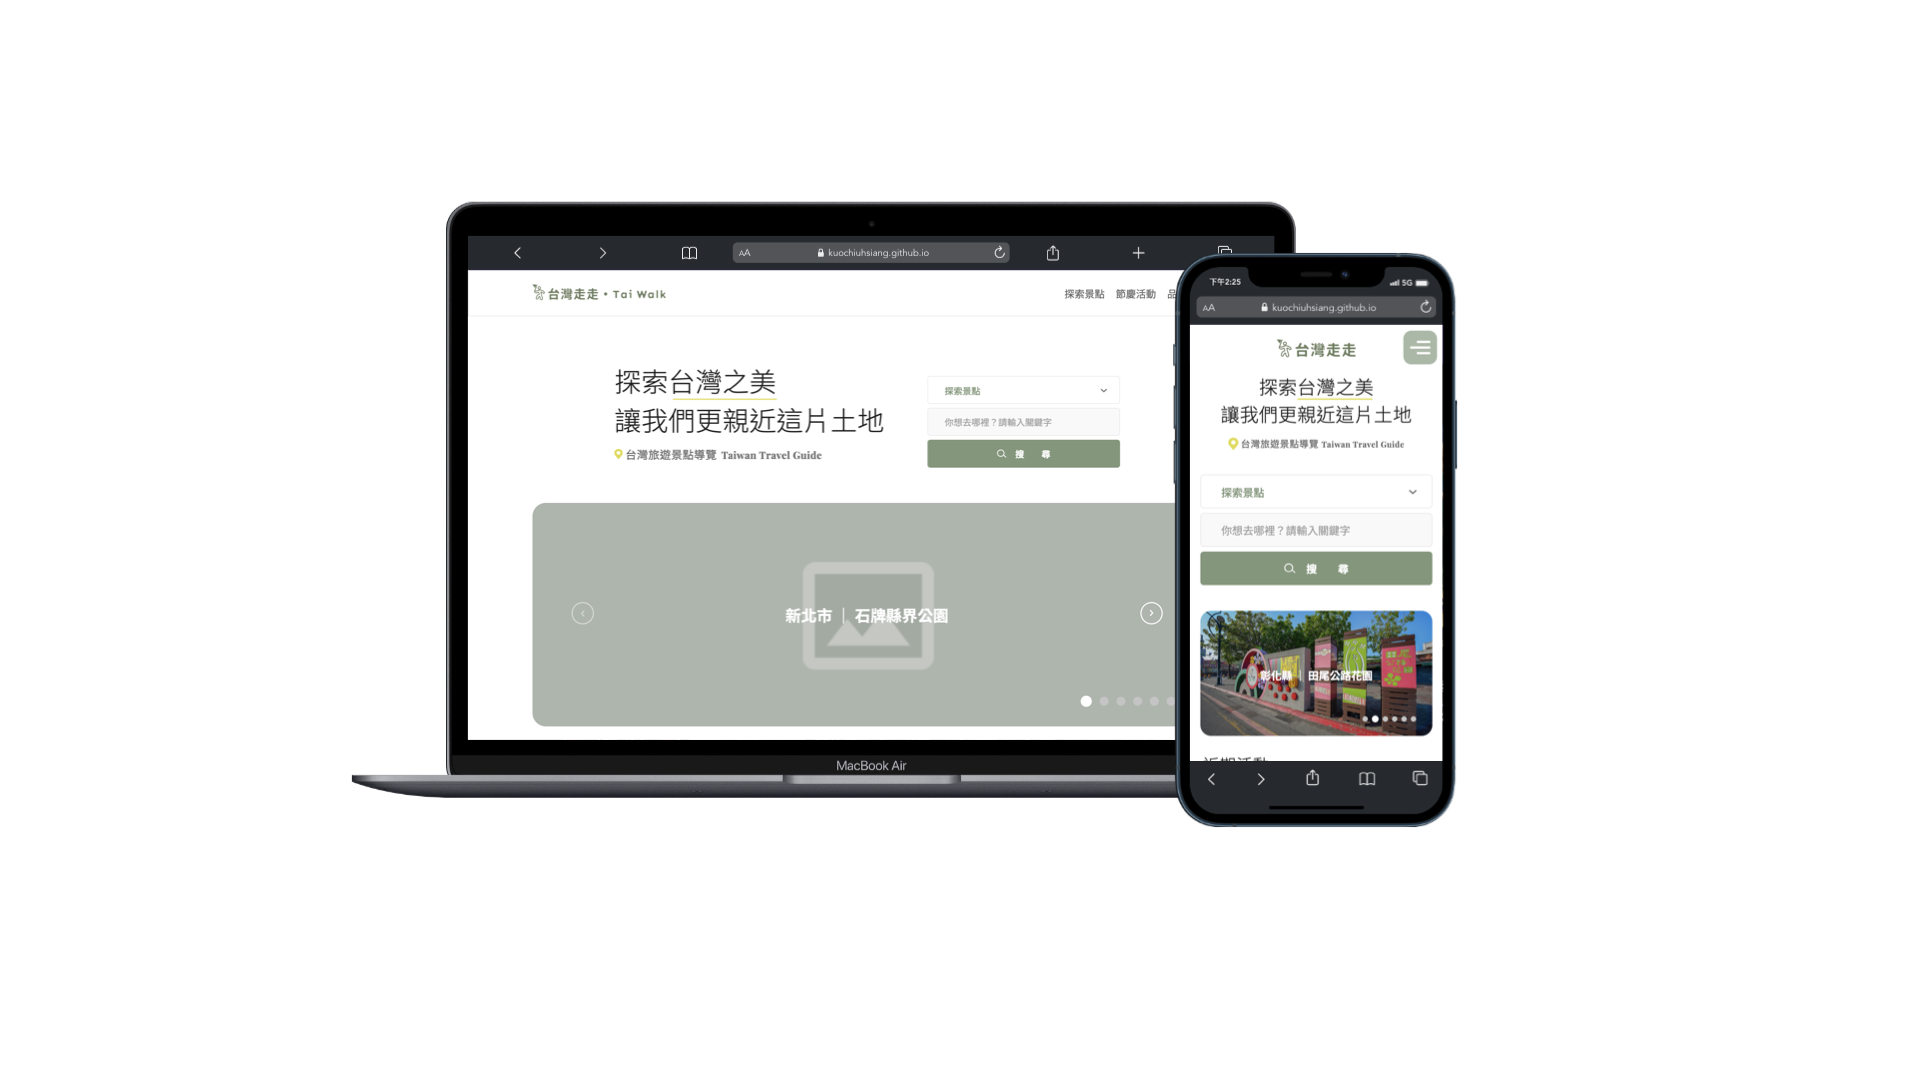 AA kuochiuhsiang.github.io
台灣走走・Tai Walk
探索景點 節慶活動 品
探索台灣之美
讓我們更親近這片土地
台灣旅遊景點導覽 Taiwan Travel Guide
探索景點
你想去哪裡？請輸入關鍵字
搜 尋
新北市｜石牌縣界公園
MacBook Air
下午2:25
5G
AA kuochiuhsiang.github.io
台灣走走
探索台灣之美
讓我們更親近這片土地
台灣旅遊景點導覽 Taiwan Travel Guide
探索景點
你想去哪裡？請輸入關鍵字
搜 尋
彰化縣｜田尾公路花園
近期活動